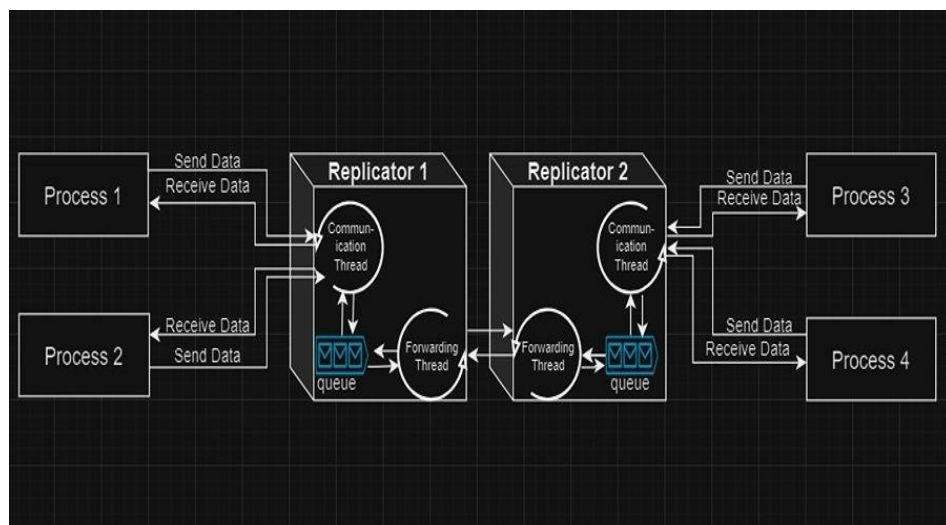 Replicator 1
Replicator 2
Process 1
Send Data
Receive Data
Commun-
ication
Thread
Commun-
ication
Thread
Send Data
Receive Data
Process 3
Process 2
Receive Data
Send Data
queue
Forwarding
Thread
Forwarding
Thread
queue
Send Data
Receive Data
Process 4